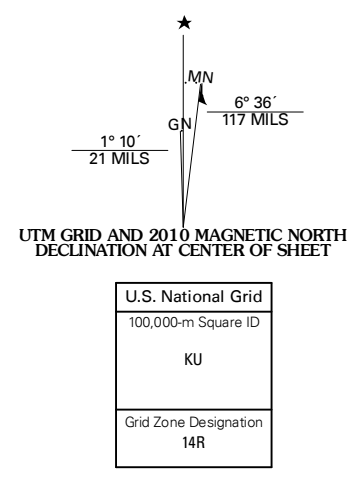 ★
MN
6° 36´
117 MILS
GN
1° 10´
21 MILS
UTM GRID AND 2010 MAGNETIC NORTH
DECLINATION AT CENTER OF SHEET
U.S. National Grid
100,000-m Square ID
KU
Grid Zone Designation
14R